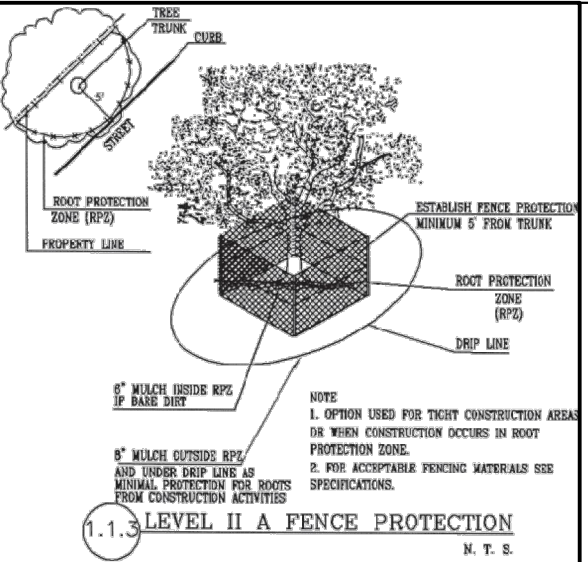 TREE
TRUNK
CURB
5'
STREET
ROOT PROTECTION
ZONE (RPZ)
PROPERTY LINE
ESTABLISH FENCE PROTECTION
MINIMUM 5' FROM TRUNK
ROOT PROTECTION
ZONE
(RPZ)
DRIP LINE
6" MULCH INSIDE RPZ
IF BARE DIRT
8" MULCH OUTSIDE RPZ
AND UNDER DRIP LINE AS
MINIMAL PROTECTION FOR ROOTS
FROM CONSTRUCTION ACTIVITIES
NOTE
1. OPTION USED FOR TIGHT CONSTRUCTION AREAS
OR WHEN CONSTRUCTION OCCURS IN ROOT
PROTECTION ZONE.
2. FOR ACCEPTABLE FENCING MATERIALS SEE
SPECIFICATIONS.
1.1.3 LEVEL II A FENCE PROTECTION
N. T. S.